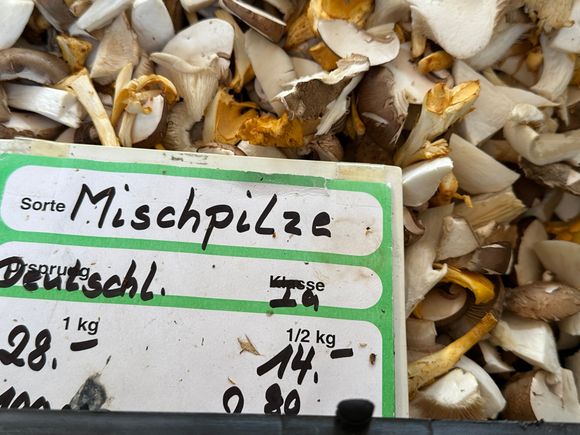 Sorte Mischpilze
Ursprung Klasse
Deutschl. Ia
1 kg 1/2 kg
28.- 14.-